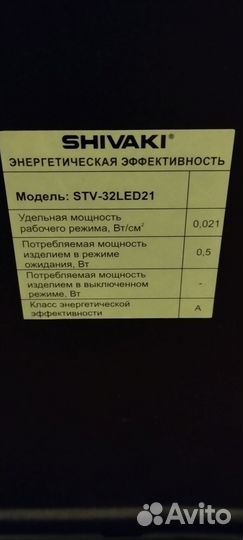 SHIVAKI®
ЭНЕРГЕТИЧЕСКАЯ ЭФФЕКТИВНОСТЬ
Модель: STV-32LED21
Удельная мощность
рабочего режима, Вт/см² 0,021
Потребляемая мощность
изделием в режиме
ожидания, Вт 0,5
Потребляемая мощность
изделием в выключенном
режиме, Вт -
Класс энергетической
эффективности А
Avito